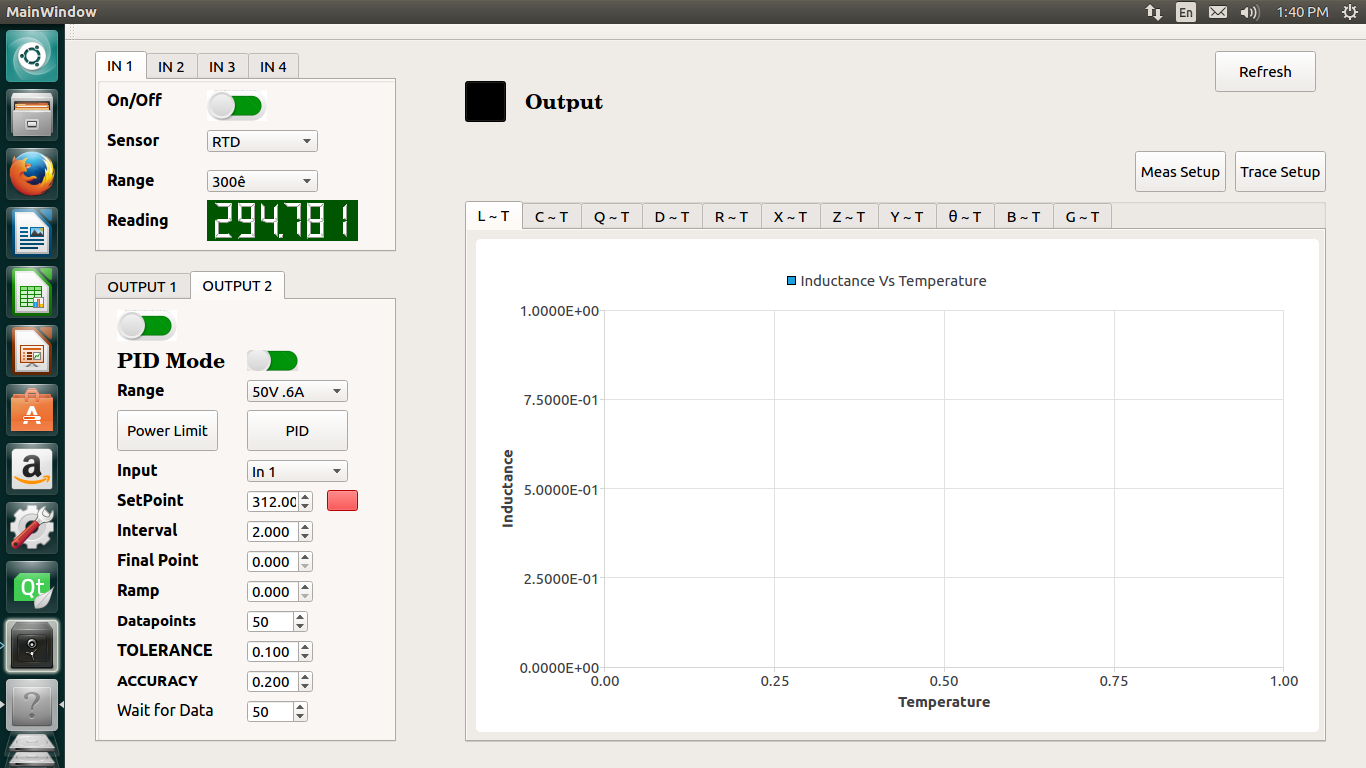 MainWindow
En
1:40 PM
IN 1 IN 2 IN 3 IN 4
On/Off
Sensor RTD
Range 300ê
Reading 294.781
OUTPUT 1 OUTPUT 2
PID Mode
Range 50V .6A
Power Limit PID
Input In 1
SetPoint 312.00
Interval 2.000
Final Point 0.000
Ramp 0.000
Datapoints 50
TOLERANCE 0.100
ACCURACY 0.200
Wait for Data 50
Output
Refresh
Meas Setup Trace Setup
L ~ T C ~ T Q ~ T D ~ T R ~ T X ~ T Z ~ T Y ~ T θ ~ T B ~ T G ~ T
Inductance Vs Temperature
1.0000E+00
7.5000E-01
5.0000E-01
2.5000E-01
0.0000E+00
Inductance
0.00 0.25 0.50 0.75 1.00
Temperature
A
a
Qt
?